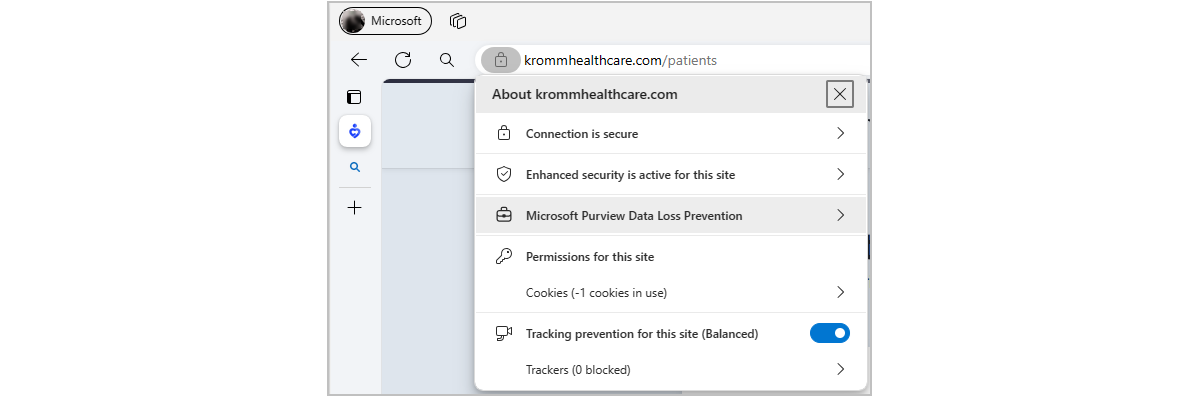 Microsoft
krommhealthcare.com/patients
About krommhealthcare.com
Connection is secure
Enhanced security is active for this site
Microsoft Purview Data Loss Prevention
Permissions for this site
Cookies (-1 cookies in use)
Tracking prevention for this site (Balanced)
Trackers (0 blocked)